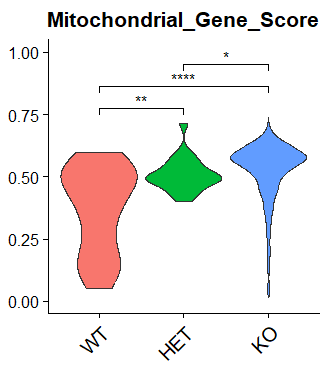 Mitochondrial_Gene_Score
1.00
*
****
0.75
**
0.50
0.25
0.00
WT
HET
KO